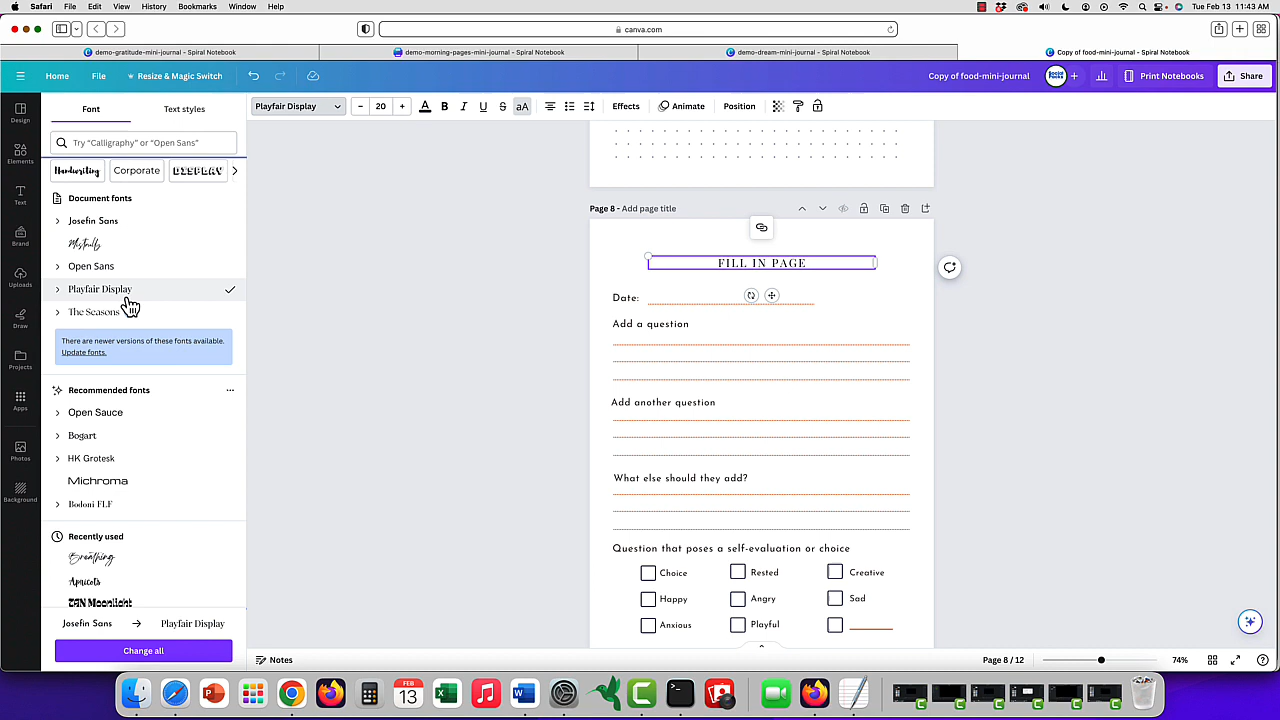 Safari File Edit View History Bookmarks Window Help Tue Feb 13 11:43 AM
canva.com
demo-gratitude-mini-journal - Spiral Notebook demo-morning-pages-mini-journal - Spiral Notebook demo-dream-mini-journal - Spiral Notebook Copy of food-mini-journal - Spiral Notebook
Home File Resize & Magic Switch Copy of food-mini-journal Print Notebooks Share
Font Text styles Playfair Display – 20 + A B I U S aA Effects Animate Position
Design
Try "Calligraphy" or "Open Sans"
Elements
Handwriting Corporate DISPLAY
Document fonts
Text
Page 8 - Add page title
Josefin Sans
Brand
Mistrully
FILL IN PAGE
Open Sans
Uploads
Playfair Display
Date:
The Seasons
Draw
Add a question
There are newer versions of these fonts available.
Update fonts.
Projects
Recommended fonts
Add another question
Apps
Open Sauce
Bogart
HK Grotesk
Photos
What else should they add?
Michroma
Background
Bodoni FLF
Recently used
Question that poses a self-evaluation or choice
Breathing
Choice Rested Creative
Apricots
Happy Angry Sad
TAN Moonlight
Anxious Playful
Josefin Sans → Playfair Display
Change all
Notes Page 8 / 12 74%
FEB
13